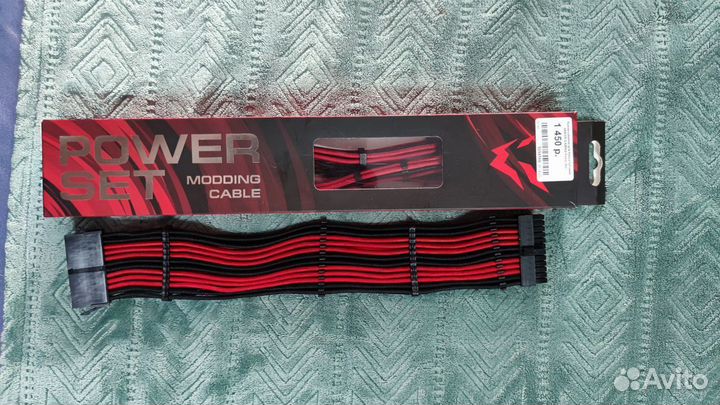 POWER
SET
MODDING
CABLE
1 450 р.
Avito